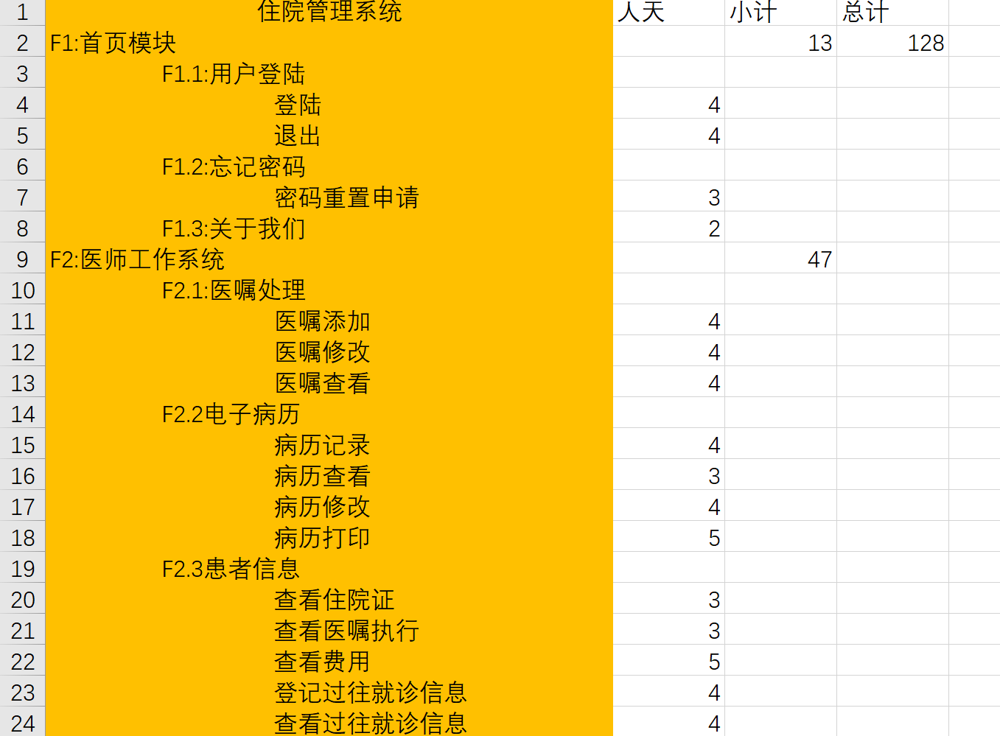 1 住院管理系统 人天 小计 总计
2 F1:首页模块 13 128
3 F1.1:用户登陆
4 登陆 4
5 退出 4
6 F1.2:忘记密码
7 密码重置申请 3
8 F1.3:关于我们 2
9 F2:医师工作系统 47
10 F2.1:医嘱处理
11 医嘱添加 4
12 医嘱修改 4
13 医嘱查看 4
14 F2.2电子病历
15 病历记录 4
16 病历查看 3
17 病历修改 4
18 病历打印 5
19 F2.3患者信息
20 查看住院证 3
21 查看医嘱执行 3
22 查看费用 5
23 登记过往就诊信息 4
24 查看过往就诊信息 4